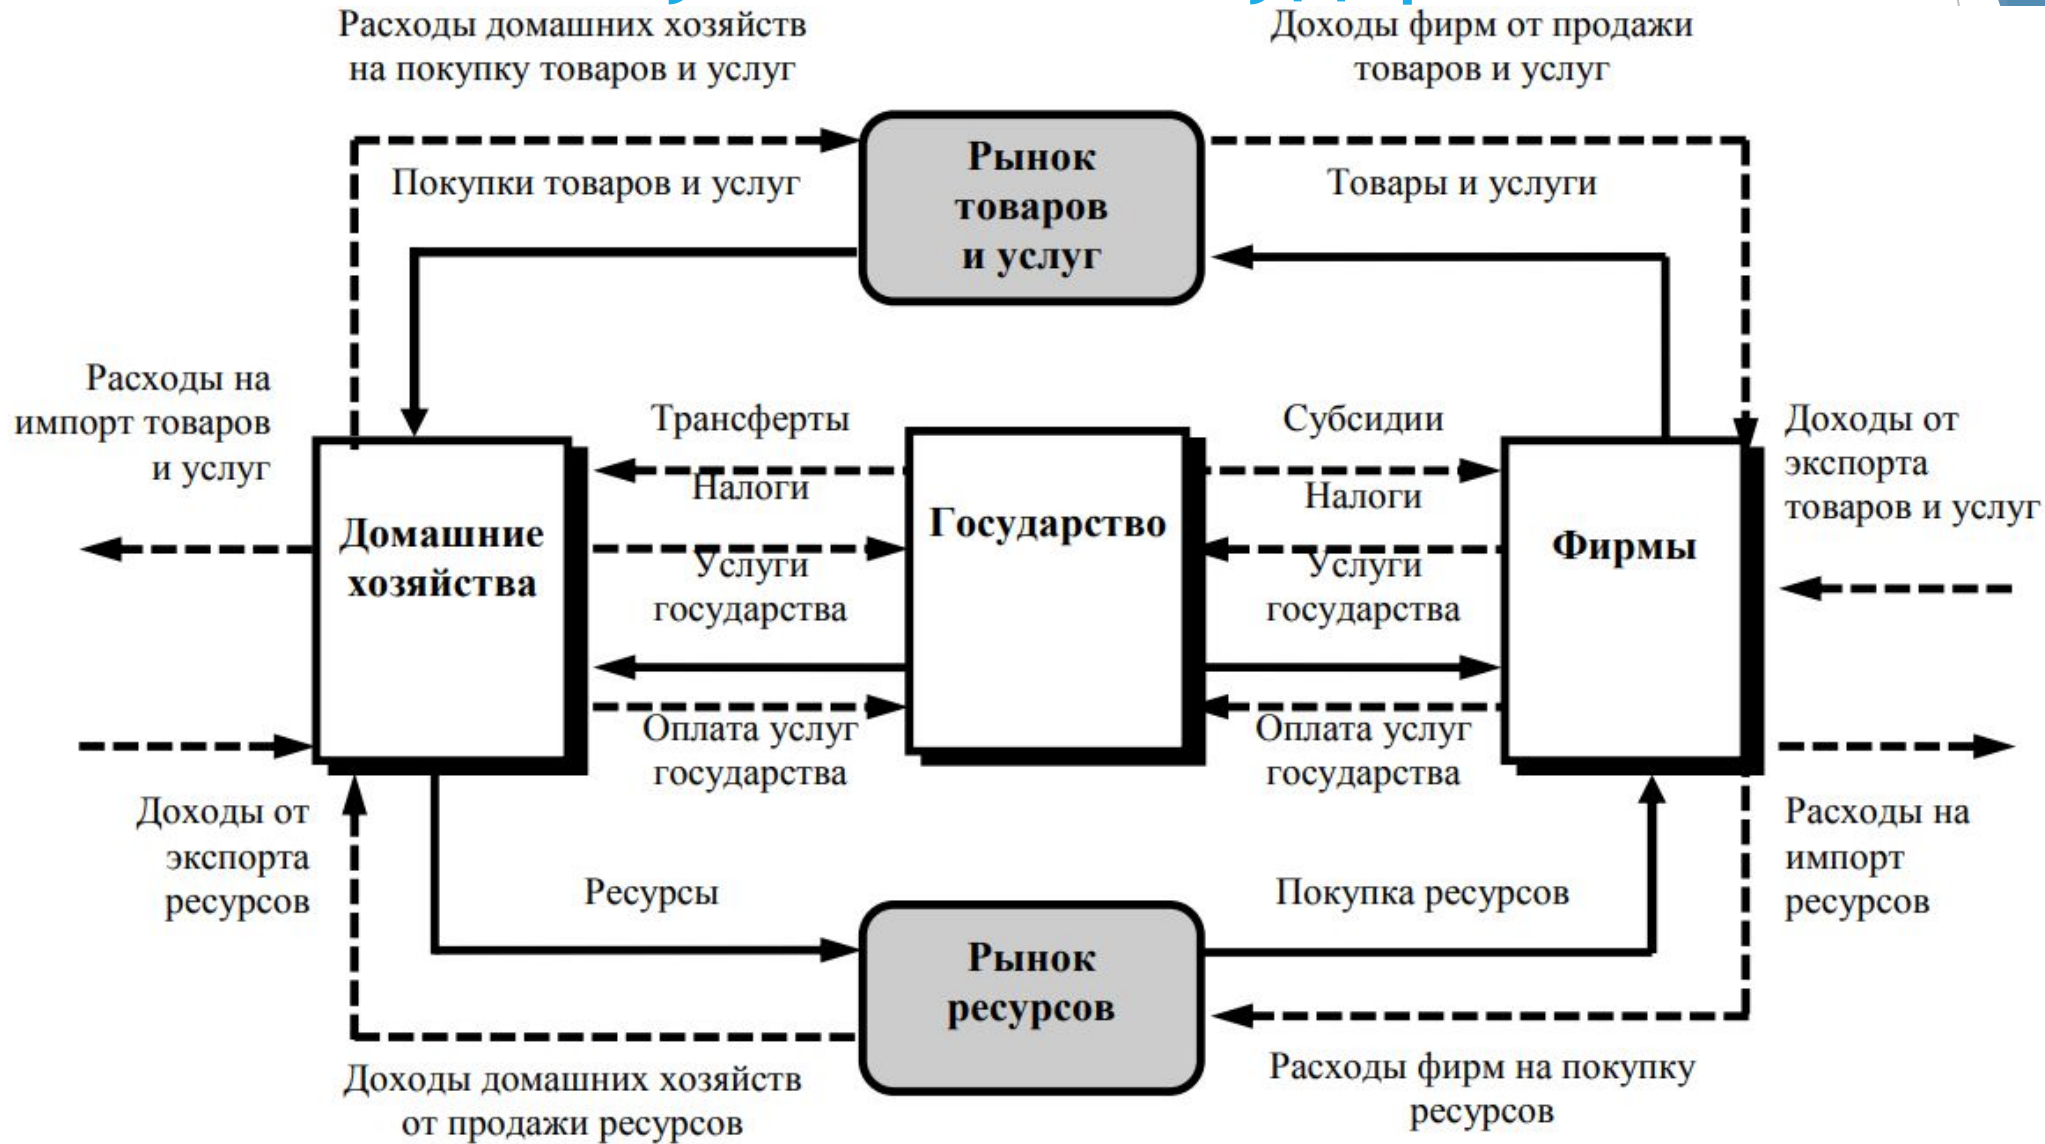 Расходы домашних хозяйств
на покупку товаров и услуг
Доходы фирм от продажи
товаров и услуг
Рынок
товаров
и услуг
Покупки товаров и услуг
Товары и услуги
Расходы на
импорт товаров
и услуг
Трансферты
Налоги
Услуги
государства
Оплата услуг
государства
Субсидии
Налоги
Услуги
государства
Оплата услуг
государства
Доходы от
экспорта
товаров и услуг
Домашние
хозяйства
Государство
Фирмы
Доходы от
экспорта
ресурсов
Расходы на
импорт
ресурсов
Ресурсы
Покупка ресурсов
Рынок
ресурсов
Доходы домашних хозяйств
от продажи ресурсов
Расходы фирм на покупку
ресурсов